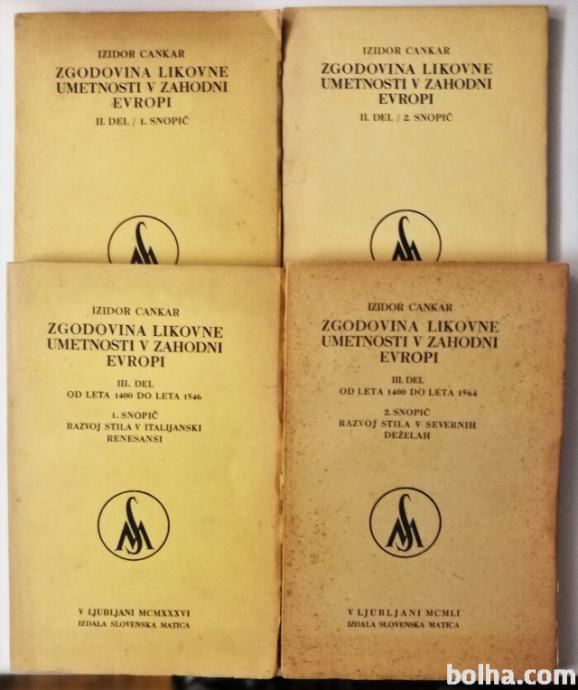 IZIDOR CANKAR
ZGODOVINA LIKOVNE
UMETNOSTI V ZAHODNI
EVROPI
II. DEL / 1. SNOPIČ
IZIDOR CANKAR
ZGODOVINA LIKOVNE
UMETNOSTI V ZAHODNI
EVROPI
II. DEL / 2. SNOPIČ
IZIDOR CANKAR
ZGODOVINA LIKOVNE
UMETNOSTI V ZAHODNI
EVROPI
III. DEL
OD LETA 1400 DO LETA 1546
1. SNOPIČ
RAZVOJ STILA V ITALIJANSKI
RENESANSI
SM
V LJUBLJANI MCMXXXVI
IZDALA SLOVENSKA MATICA
IZIDOR CANKAR
ZGODOVINA LIKOVNE
UMETNOSTI V ZAHODNI
EVROPI
III. DEL
OD LETA 1400 DO LETA 1564
2. SNOPIČ
RAZVOJ STILA V SEVERNIH
DEŽELAH
SM
V LJUBLJANI MCMLI
IZDALA SLOVENSKA MATICA
bolha.com